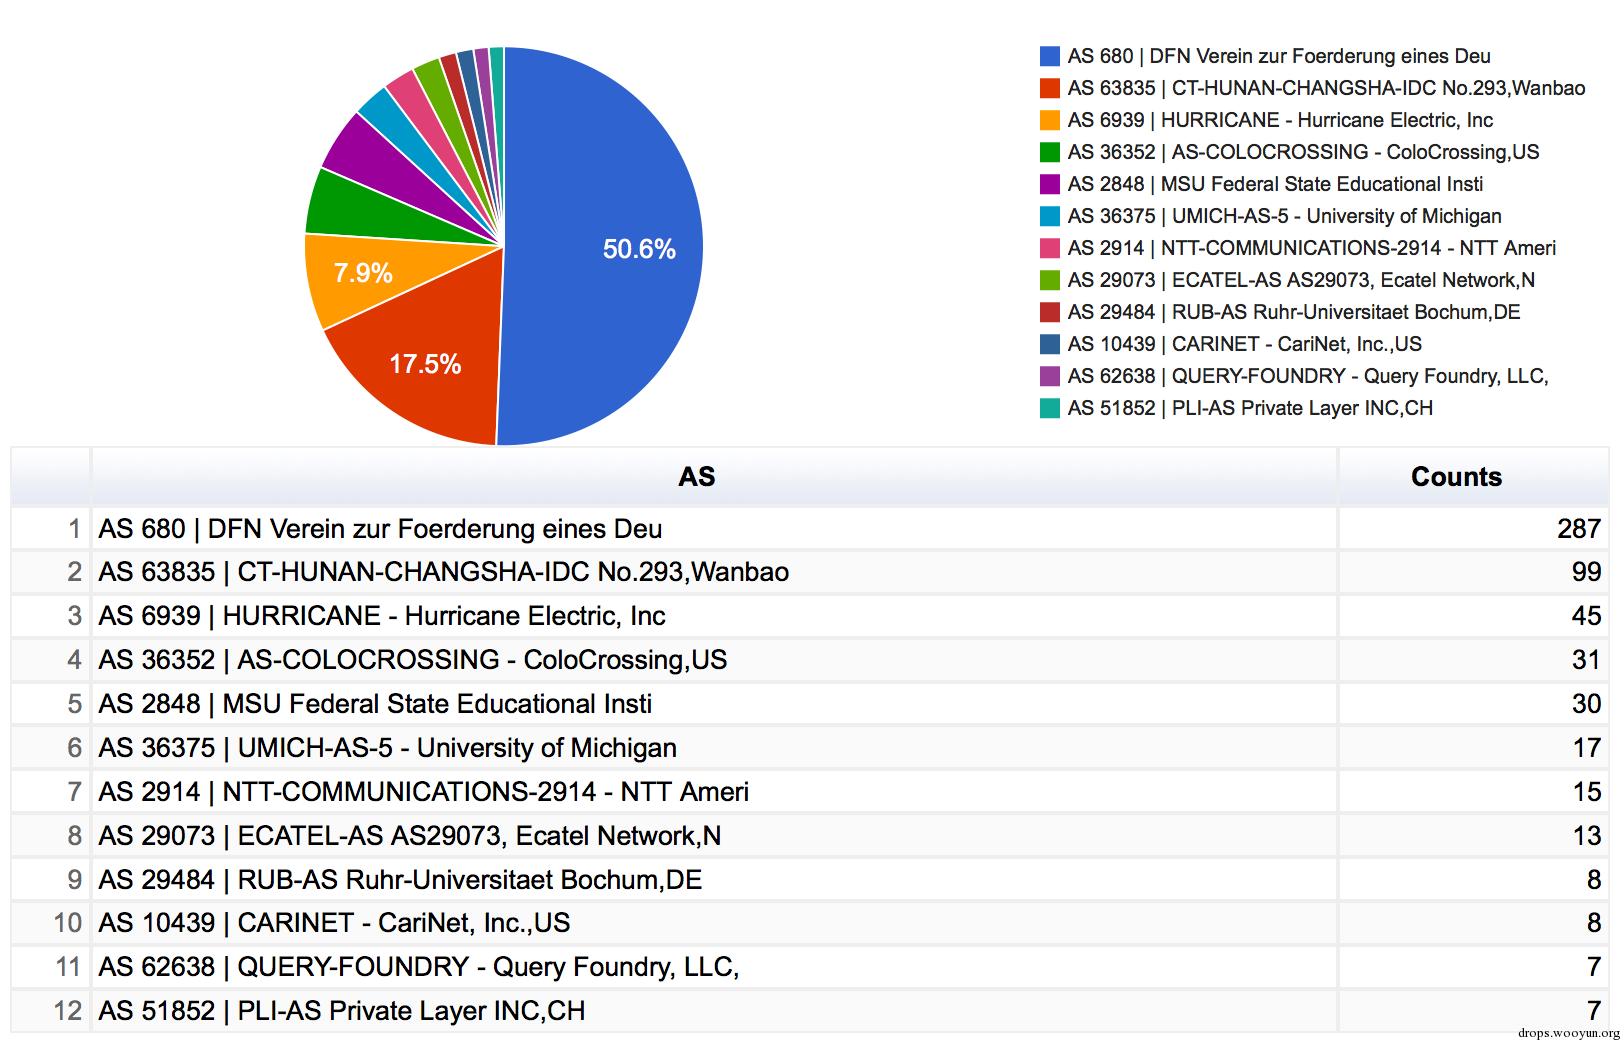 50.6%
7.9%
17.5%
AS 680 | DFN Verein zur Foerderung eines Deu
AS 63835 | CT-HUNAN-CHANGSHA-IDC No.293,Wanbao
AS 6939 | HURRICANE - Hurricane Electric, Inc
AS 36352 | AS-COLOCROSSING - ColoCrossing,US
AS 2848 | MSU Federal State Educational Insti
AS 36375 | UMICH-AS-5 - University of Michigan
AS 2914 | NTT-COMMUNICATIONS-2914 - NTT Ameri
AS 29073 | ECATEL-AS AS29073, Ecatel Network,N
AS 29484 | RUB-AS Ruhr-Universitaet Bochum,DE
AS 10439 | CARINET - CariNet, Inc.,US
AS 62638 | QUERY-FOUNDRY - Query Foundry, LLC,
AS 51852 | PLI-AS Private Layer INC,CH
AS Counts
1 AS 680 | DFN Verein zur Foerderung eines Deu 287
2 AS 63835 | CT-HUNAN-CHANGSHA-IDC No.293,Wanbao 99
3 AS 6939 | HURRICANE - Hurricane Electric, Inc 45
4 AS 36352 | AS-COLOCROSSING - ColoCrossing,US 31
5 AS 2848 | MSU Federal State Educational Insti 30
6 AS 36375 | UMICH-AS-5 - University of Michigan 17
7 AS 2914 | NTT-COMMUNICATIONS-2914 - NTT Ameri 15
8 AS 29073 | ECATEL-AS AS29073, Ecatel Network,N 13
9 AS 29484 | RUB-AS Ruhr-Universitaet Bochum,DE 8
10 AS 10439 | CARINET - CariNet, Inc.,US 8
11 AS 62638 | QUERY-FOUNDRY - Query Foundry, LLC, 7
12 AS 51852 | PLI-AS Private Layer INC,CH 7
drops.wooyun.org